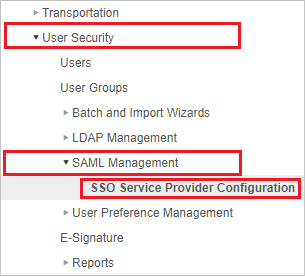 Transportation
User Security
Users
User Groups
Batch and Import Wizards
LDAP Management
SAML Management
SSO Service Provider Configuration
User Preference Management
E-Signature
Reports